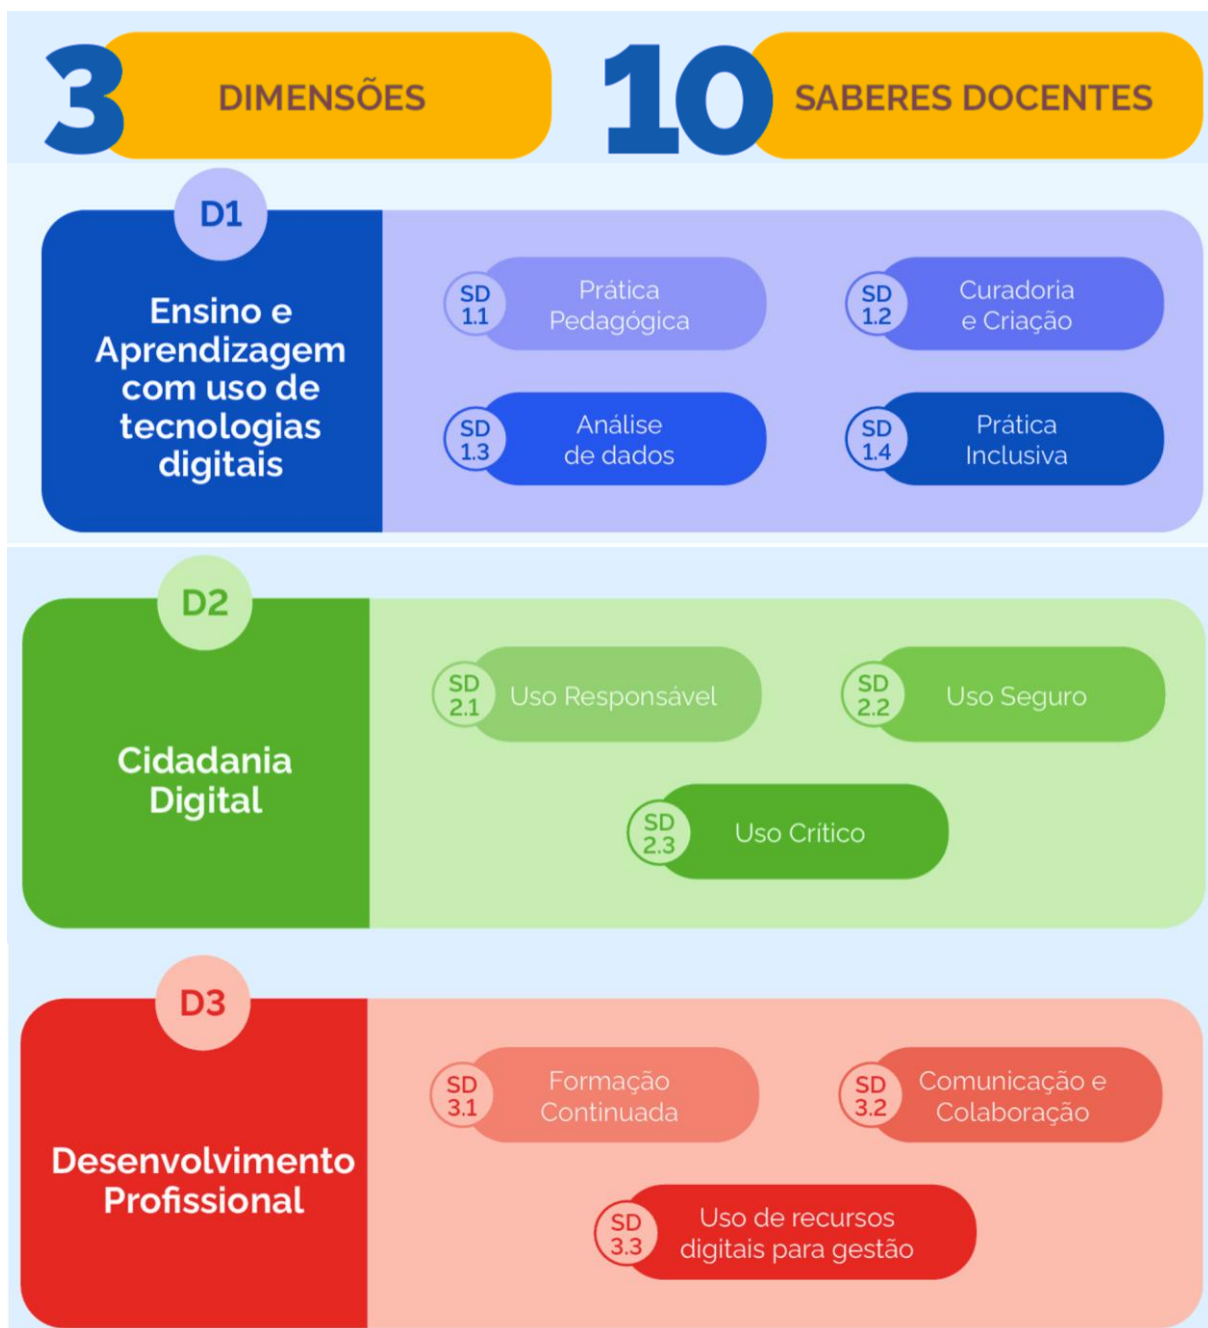 3 DIMENSÕES
10 SABERES DOCENTES
D1
Ensino e
Aprendizagem
com uso de
tecnologias
digitais
SD
1.1
Prática
Pedagógica
SD
1.2
Curadoria
e Criação
SD
1.3
Análise
de dados
SD
1.4
Prática
Inclusiva
D2
Cidadania
Digital
SD
2.1
Uso Responsável
SD
2.2
Uso Seguro
SD
2.3
Uso Crítico
D3
Desenvolvimento
Profissional
SD
3.1
Formação
Continuada
SD
3.2
Comunicação e
Colaboração
SD
3.3
Uso de recursos
digitais para gestão